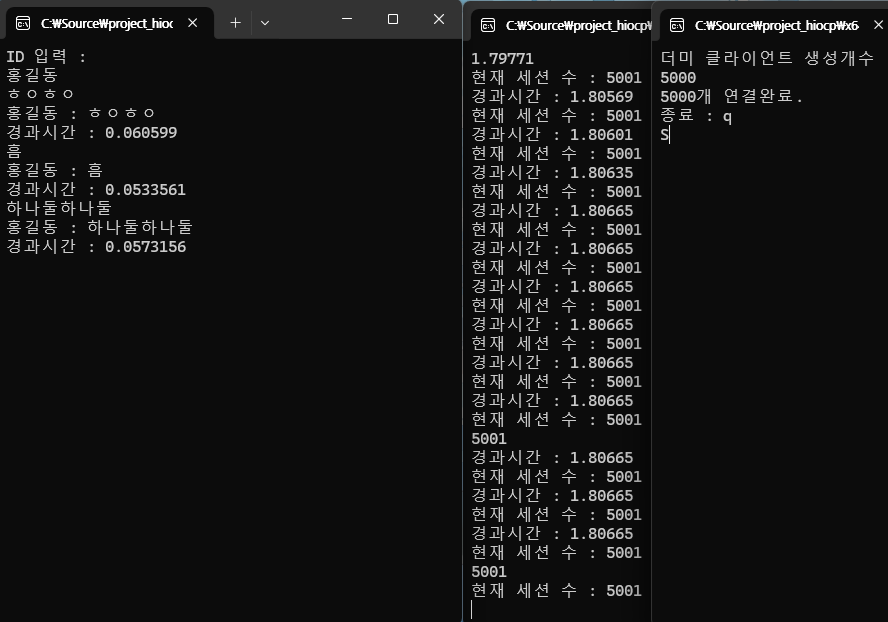 C:\Source\project_hioc
ID 입력 :
홍길동
ㅎㅇㅎㅇ
홍길동 : ㅎㅇㅎㅇ
경과시간 : 0.060599
흠
홍길동 : 흠
경과시간 : 0.0533561
하나둘하나둘
홍길동 : 하나둘하나둘
경과시간 : 0.0573156
C:\Source\project_hiocp\
1.79771
현재 세션 수 : 5001
경과시간 : 1.80569
현재 세션 수 : 5001
경과시간 : 1.80601
현재 세션 수 : 5001
경과시간 : 1.80635
현재 세션 수 : 5001
경과시간 : 1.80665
현재 세션 수 : 5001
경과시간 : 1.80665
현재 세션 수 : 5001
경과시간 : 1.80665
현재 세션 수 : 5001
경과시간 : 1.80665
현재 세션 수 : 5001
경과시간 : 1.80665
현재 세션 수 : 5001
경과시간 : 1.80665
현재 세션 수 : 5001
5001
경과시간 : 1.80665
현재 세션 수 : 5001
경과시간 : 1.80665
현재 세션 수 : 5001
경과시간 : 1.80665
현재 세션 수 : 5001
5001
현재 세션 수 : 5001
C:\Source\project_hiocp\x6
더미 클라이언트 생성개수
5000
5000개 연결완료.
종료 : q
S